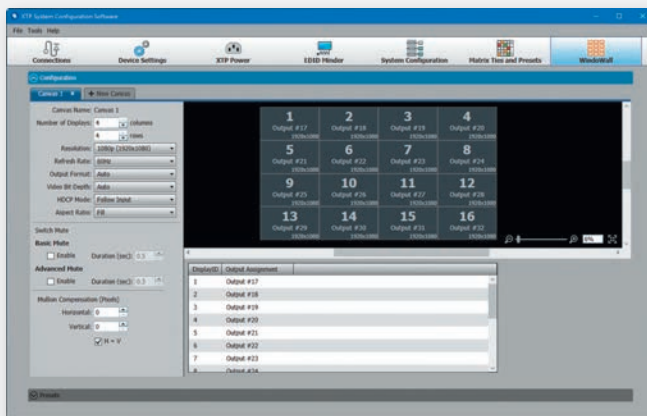 XTP System Configuration Software
File Tools Help
Connections Device Settings XTP Power EDID Minder System Configuration Matrix Ties and Presets WindoWall
Configuration
Canvas 1 x + New Canvas
Canvas Name: Canvas 1
Number of Displays: 4 columns
4 rows
Resolution: 1080p (1920x1080)
Refresh Rate: 60Hz
Output Format: Auto
Video Bit Depth: Auto
HDCP Mode: Follow Input
Aspect Ratio: Fill
Switch Mute
Basic Mute
Enable Duration (sec): 0.5
Advanced Mute
Enable Duration (sec): 0.5
Mullion Compensation (Pixels)
Horizontal: 0
Vertical: 0
H = V
1 2 3 4
Output #17 Output #18 Output #19 Output #20
1920x1080 1920x1080 1920x1080 1920x1080
5 6 7 8
Output #21 Output #22 Output #23 Output #24
1920x1080 1920x1080 1920x1080 1920x1080
9 10 11 12
Output #25 Output #26 Output #27 Output #28
1920x1080 1920x1080 1920x1080 1920x1080
13 14 15 16
Output #29 Output #30 Output #31 Output #32
1920x1080 1920x1080 1920x1080 1920x1080
DisplayID Output Assignment
1 Output #17
2 Output #18
3 Output #19
4 Output #20
5 Output #21
6 Output #22
7 Output #23
8 Output #24
Presets